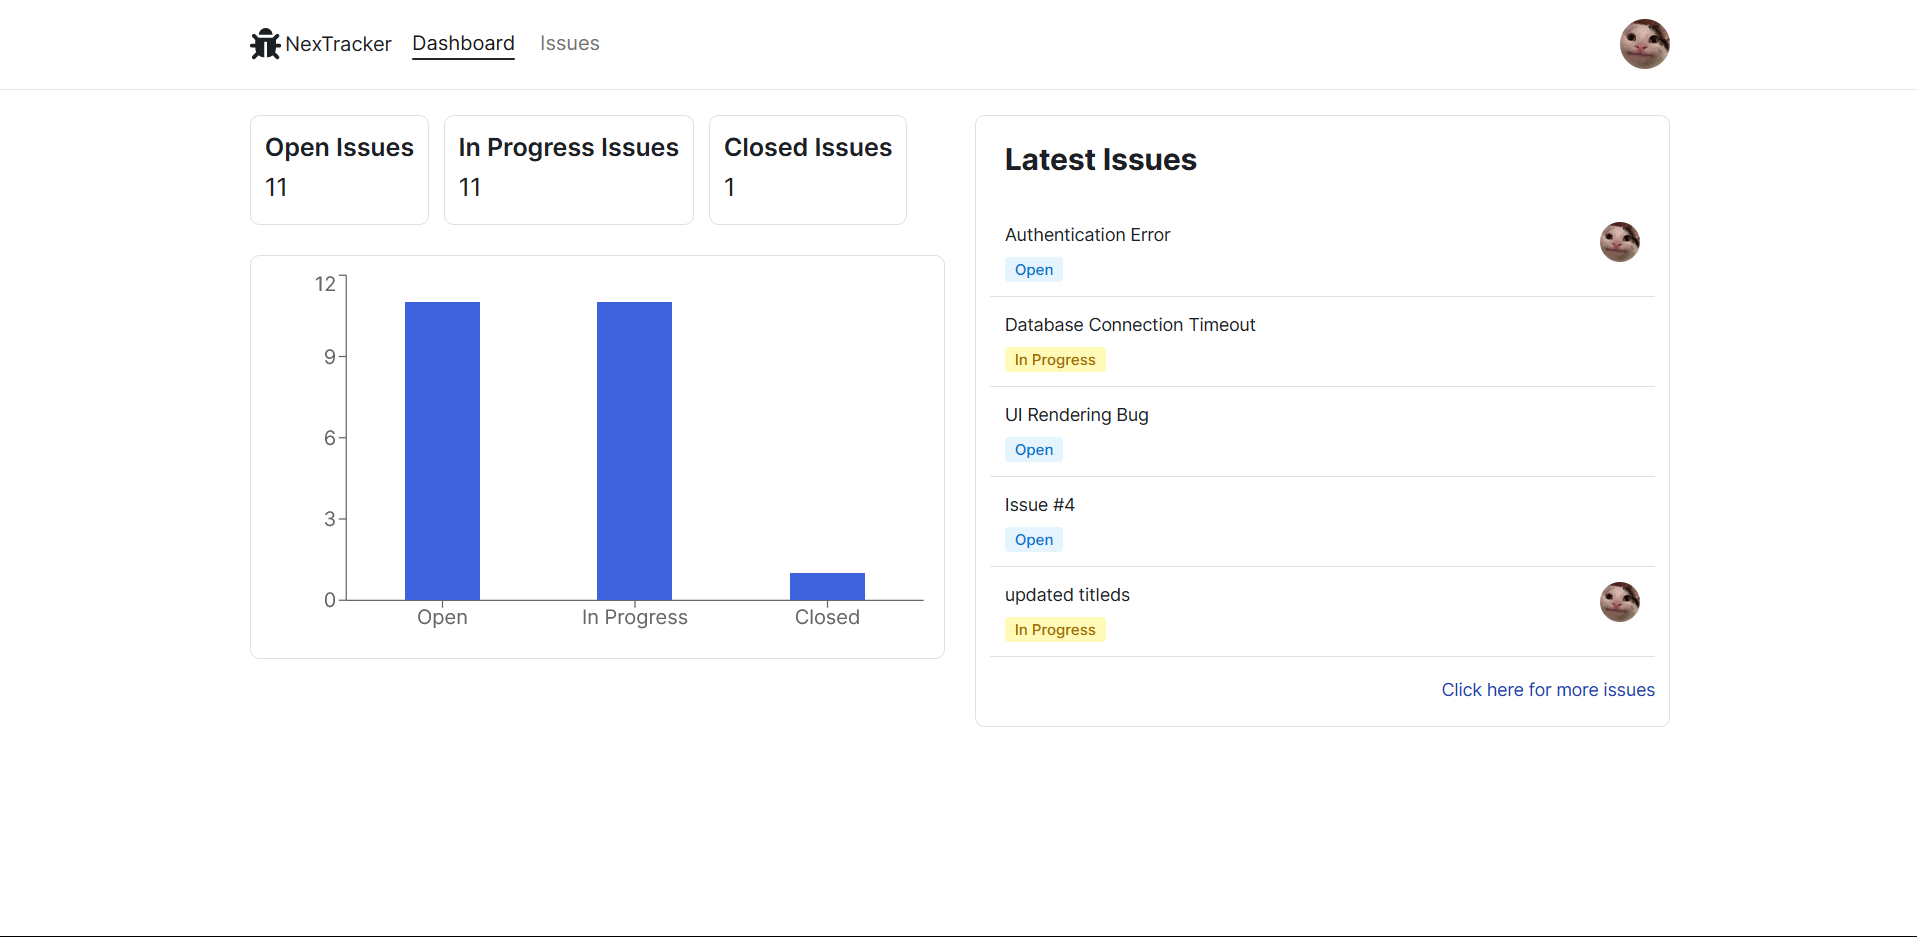 NexTracker Dashboard Issues
Open Issues
11
In Progress Issues
11
Closed Issues
1
12
9
6
3
0
Open In Progress Closed
Latest Issues
Authentication Error
Open
Database Connection Timeout
In Progress
UI Rendering Bug
Open
Issue #4
Open
updated titleds
In Progress
Click here for more issues